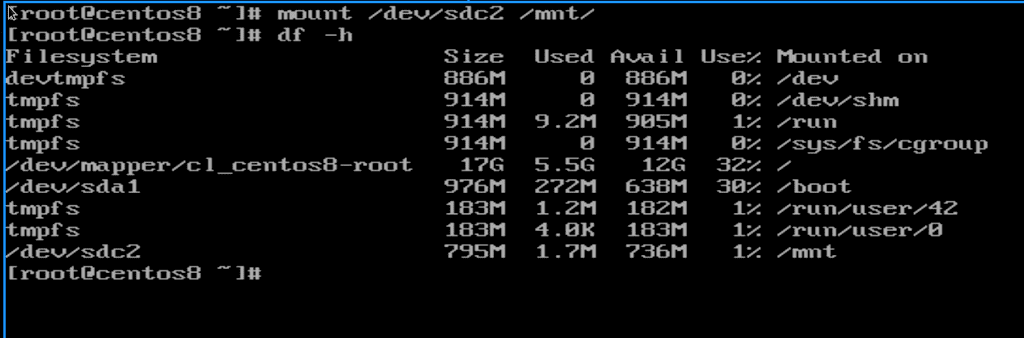 [root@centos8 ~]# mount /dev/sdc2 /mnt/
[root@centos8 ~]# df -h
Filesystem                   Size  Used Avail Use% Mounted on
devtmpfs                     886M     0  886M   0% /dev
tmpfs                        914M     0  914M   0% /dev/shm
tmpfs                        914M  9.2M  905M   1% /run
tmpfs                        914M     0  914M   0% /sys/fs/cgroup
/dev/mapper/cl_centos8-root   17G  5.5G   12G  32% /
/dev/sda1                    976M  272M  638M  30% /boot
tmpfs                        183M  1.2M  182M   1% /run/user/42
tmpfs                        183M  4.0K  183M   1% /run/user/0
/dev/sdc2                    795M  1.7M  736M   1% /mnt
[root@centos8 ~]#